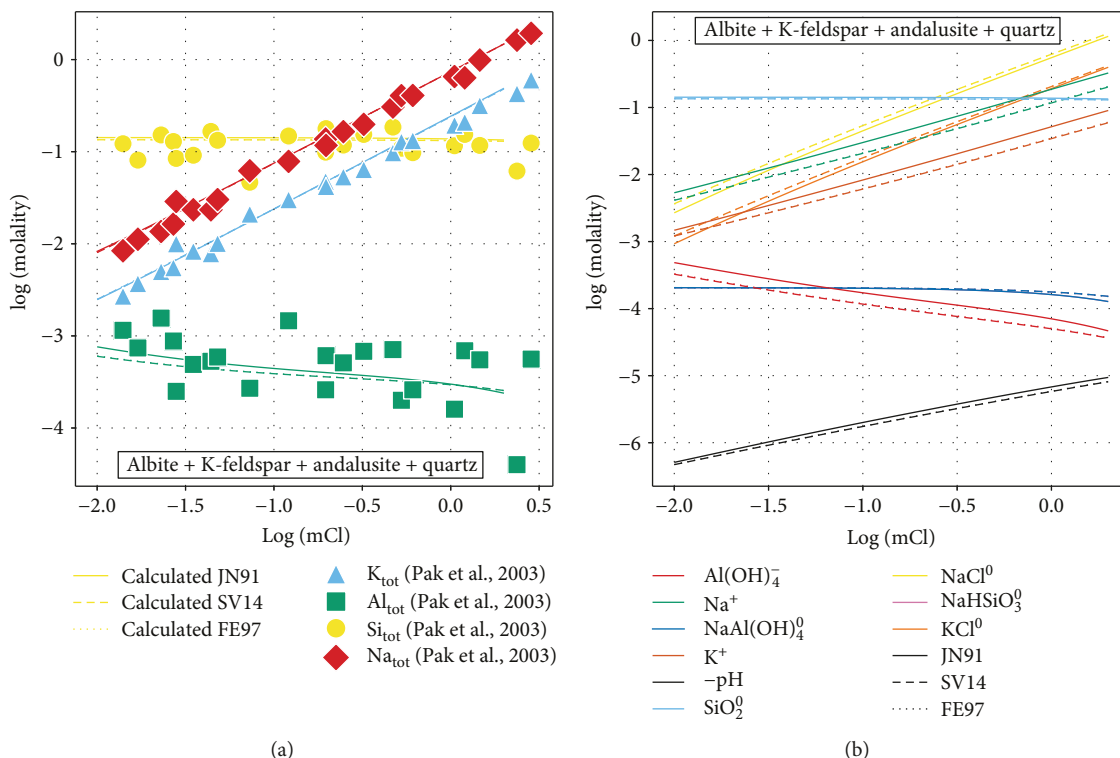 Albite + K-feldspar + andalusite + quartz
0
−1
−2
−3
−4
log (molality)
−2.0 −1.5 −1.0 −0.5 0.0 0.5
Log (mCl)
Calculated JN91
Calculated SV14
Calculated FE97
K_tot (Pak et al., 2003)
Al_tot (Pak et al., 2003)
Si_tot (Pak et al., 2003)
Na_tot (Pak et al., 2003)
(a)
Albite + K-feldspar + andalusite + quartz
0
−1
−2
−3
−4
−5
−6
log (molality)
−2.0 −1.5 −1.0 −0.5 0.0
Log (mCl)
Al(OH)₄⁻
Na⁺
NaAl(OH)₄⁰
K⁺
−pH
SiO₂⁰
NaCl⁰
NaHSiO₃⁰
KCl⁰
JN91
SV14
FE97
(b)